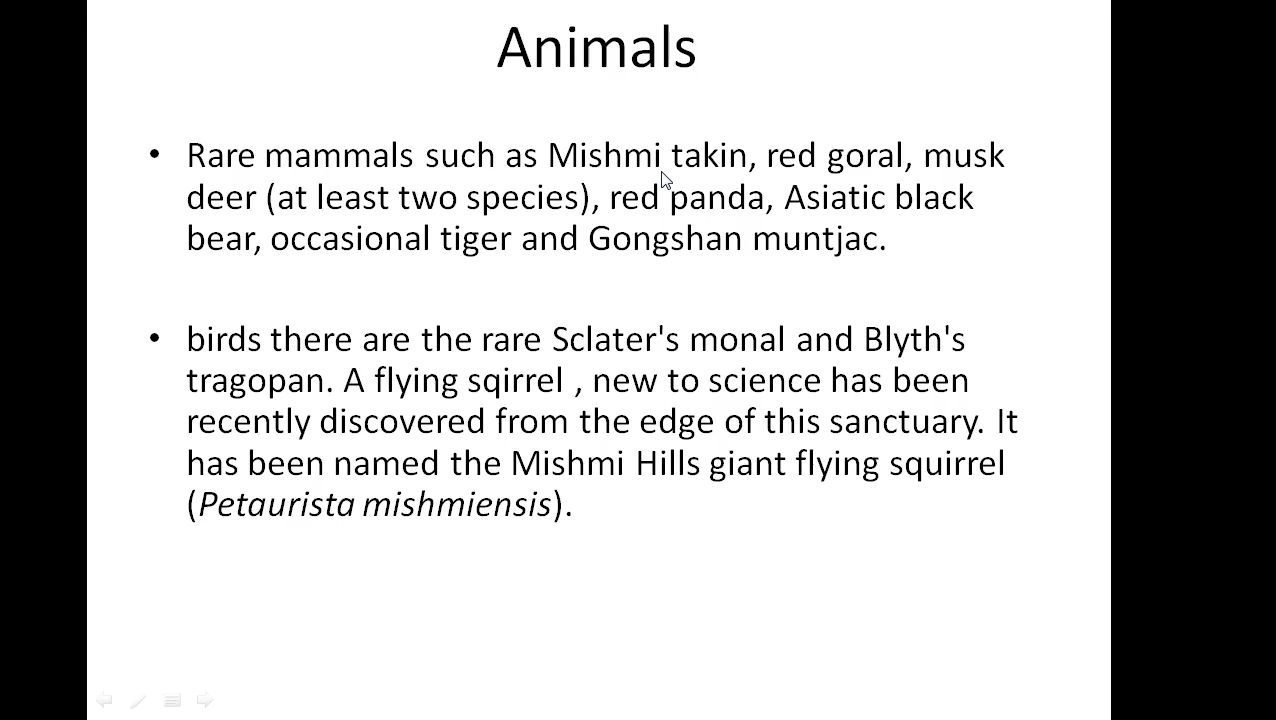 Animals
• Rare mammals such as Mishmi takin, red goral, musk
deer (at least two species), red panda, Asiatic black
bear, occasional tiger and Gongshan muntjac.
• birds there are the rare Sclater's monal and Blyth's
tragopan. A flying sqirrel , new to science has been
recently discovered from the edge of this sanctuary. It
has been named the Mishmi Hills giant flying squirrel
(Petaurista mishmiensis).